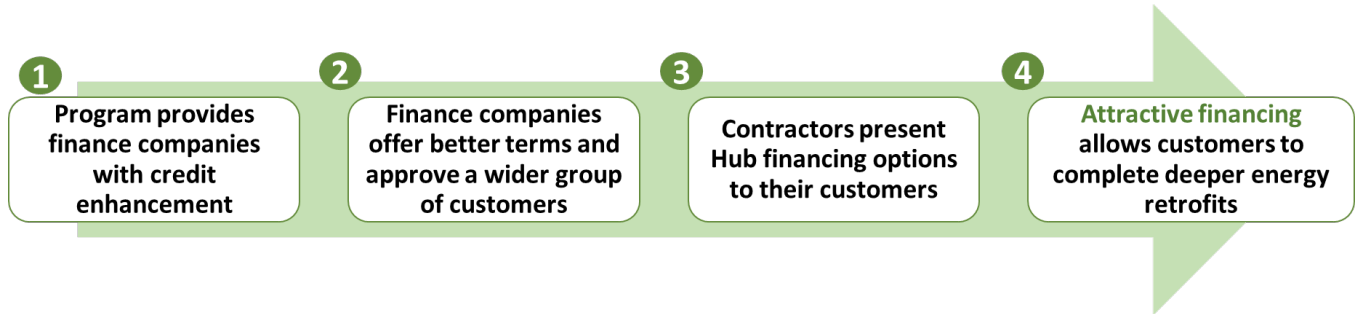 1
Program provides
finance companies
with credit
enhancement
2
Finance companies
offer better terms and
approve a wider group
of customers
3
Contractors present
Hub financing options
to their customers
4
Attractive financing
allows customers to
complete deeper energy
retrofits